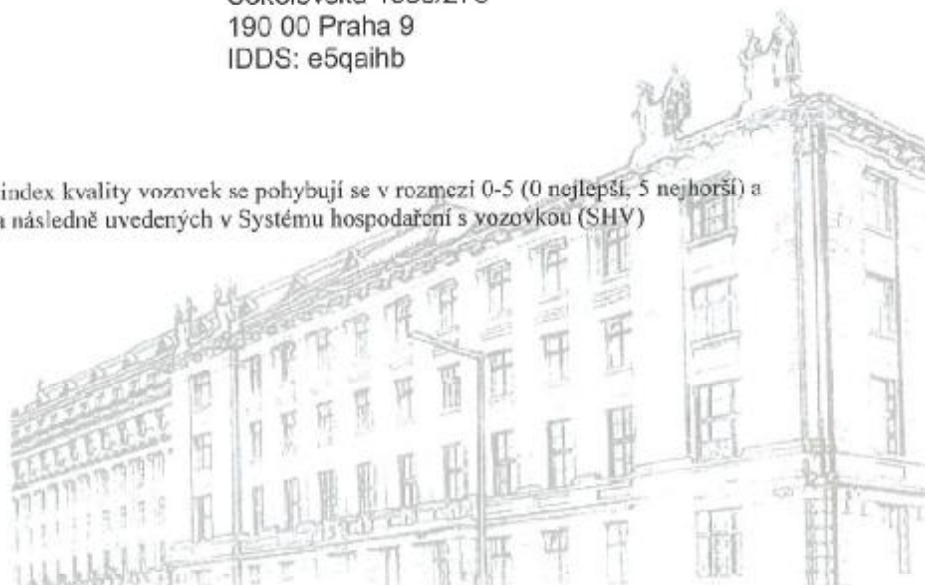 190 00 Praha 9
IDDS: e5qaihb
index kvality vozovek se pohybují se v rozmezí 0-5 (0 nejlepší, 5 nejhorší) a
následně uvedených v Systému hospodaření s vozovkou (SHV)